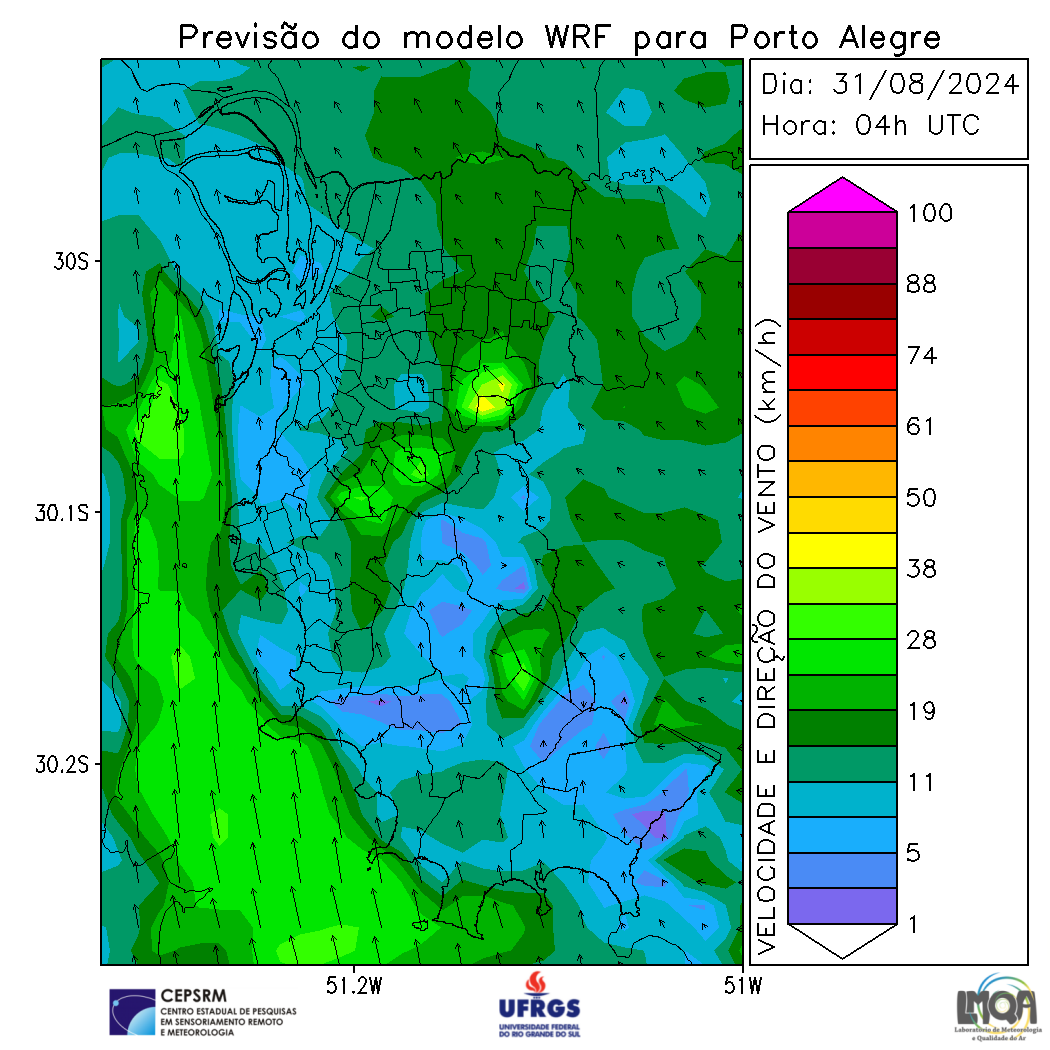 Previsão do modelo WRF para Porto Alegre
Dia: 31/08/2024
Hora: 04h UTC
30S
30.1S
30.2S
51.2W
51W
VELOCIDADE E DIREÇÃO DO VENTO (km/h)
100
88
74
61
50
38
28
19
11
5
1
CEPSRM
CENTRO ESTADUAL DE PESQUISAS
EM SENSORIAMENTO REMOTO
E METEOROLOGIA
UFRGS
UNIVERSIDADE FEDERAL
DO RIO GRANDE DO SUL
LMQA
Laboratório de Meteorologia
e Qualidade do Ar